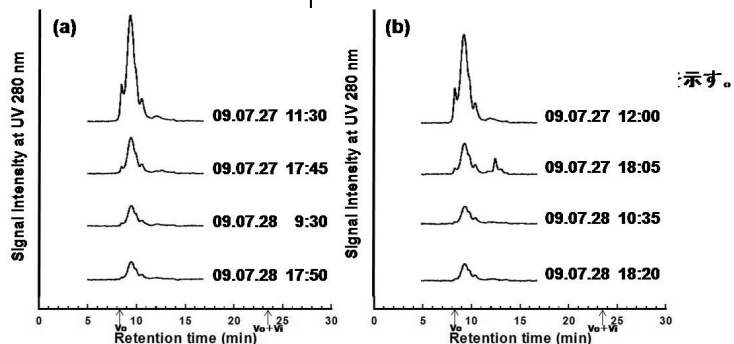 (a)
Signal Intensity at UV 280 nm
09.07.27 11:30
09.07.27 17:45
09.07.28 9:30
09.07.28 17:50
0 5 10 15 20 25 30
Vo Vo+Vi
Retention time (min)
(b)
Signal Intensity at UV 280 nm
09.07.27 12:00
09.07.27 18:05
09.07.28 10:35
09.07.28 18:20
0 5 10 15 20 25 30
Vo Vo+Vi
Retention time (min)
示す。